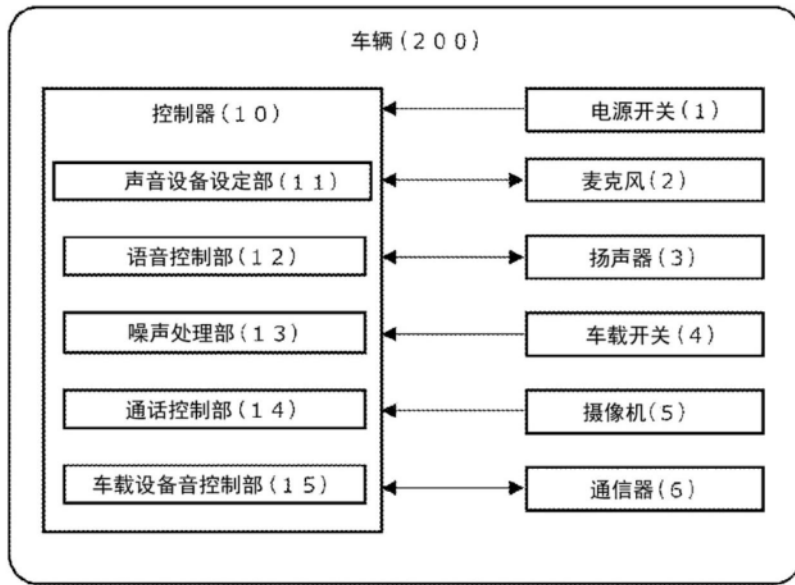 车辆(200)
控制器(10)
电源开关(1)
声音设备设定部(11)
麦克风(2)
语音控制部(12)
扬声器(3)
噪声处理部(13)
车载开关(4)
通话控制部(14)
摄像机(5)
车载设备音控制部(15)
通信器(6)